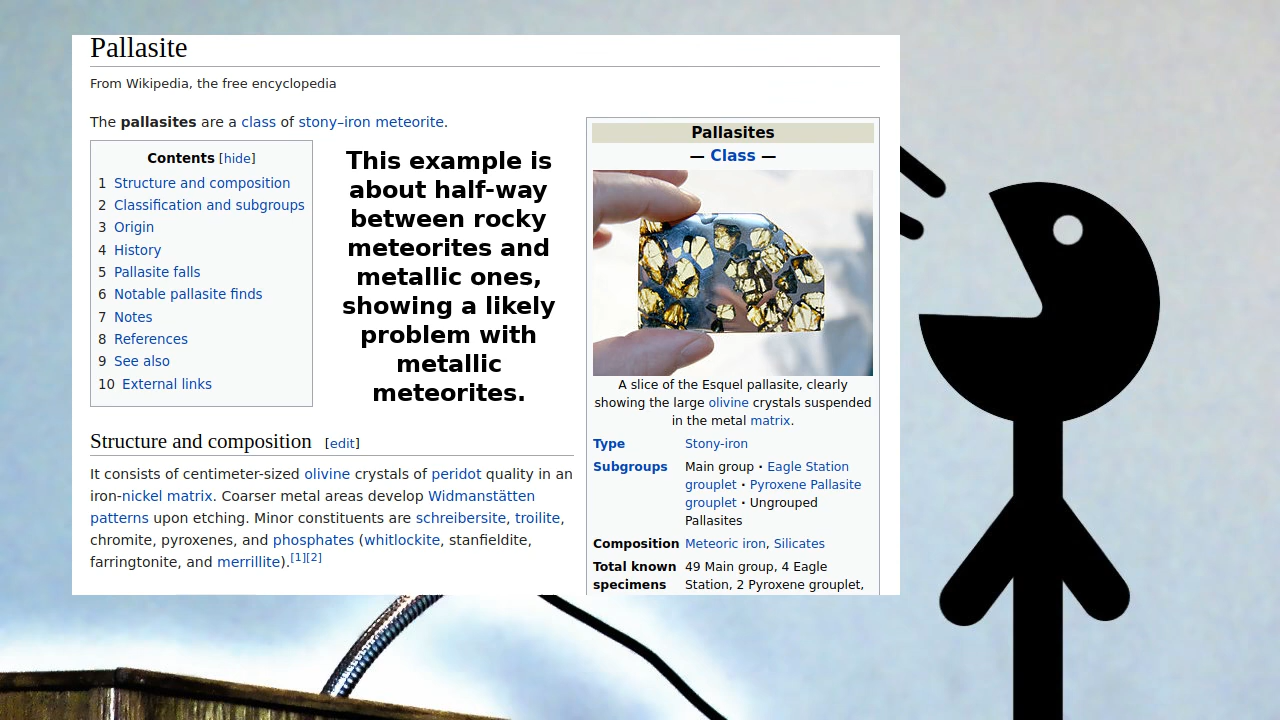 Pallasite
From Wikipedia, the free encyclopedia
The pallasites are a class of stony–iron meteorite.
Contents [hide]
1 Structure and composition
2 Classification and subgroups
3 Origin
4 History
5 Pallasite falls
6 Notable pallasite finds
7 Notes
8 References
9 See also
10 External links
This example is
about half-way
between rocky
meteorites and
metallic ones,
showing a likely
problem with
metallic
meteorites.
Structure and composition [edit]
It consists of centimeter-sized olivine crystals of peridot quality in an
iron-nickel matrix. Coarser metal areas develop Widmanstätten
patterns upon etching. Minor constituents are schreibersite, troilite,
chromite, pyroxenes, and phosphates (whitlockite, stanfieldite,
farringtonite, and merrillite).[1][2]
Pallasites
— Class —
A slice of the Esquel pallasite, clearly
showing the large olivine crystals suspended
in the metal matrix.
Type Stony-iron
Subgroups Main group · Eagle Station
grouplet · Pyroxene Pallasite
grouplet · Ungrouped
Pallasites
Composition Meteoric iron, Silicates
Total known 49 Main group, 4 Eagle
specimens Station, 2 Pyroxene grouplet,